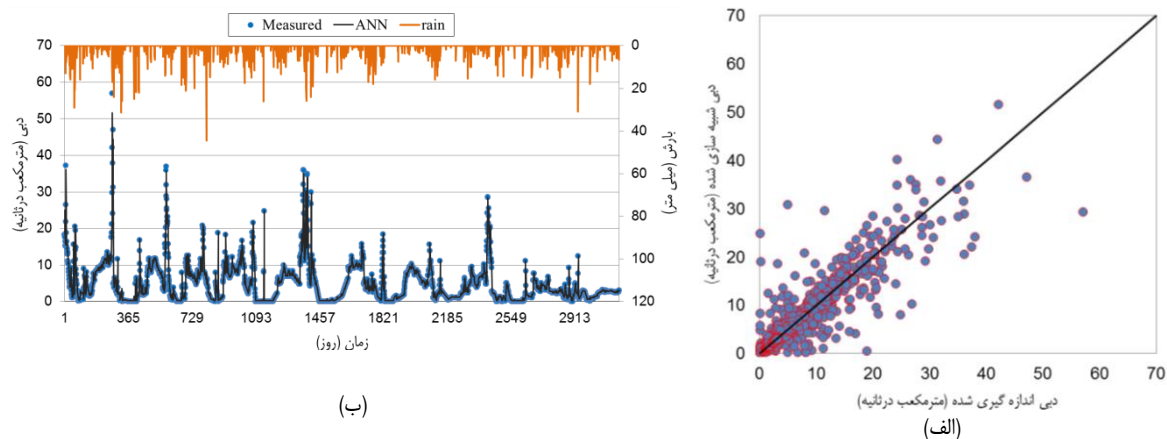 Measured ANN rain
70
60
50
40
30
20
10
0
0
20
40
60
80
100
120
1 365 729 1093 1457 1821 2185 2549 2913
دبی (مترمکعب درثانیه)
بارش (میلی متر)
زمان (روز)
(ب)
70
60
50
40
30
20
10
0
0 10 20 30 40 50 60 70
دبی شبیه سازی شده (مترمکعب درثانیه)
دبی اندازه گیری شده (مترمکعب درثانیه)
(الف)